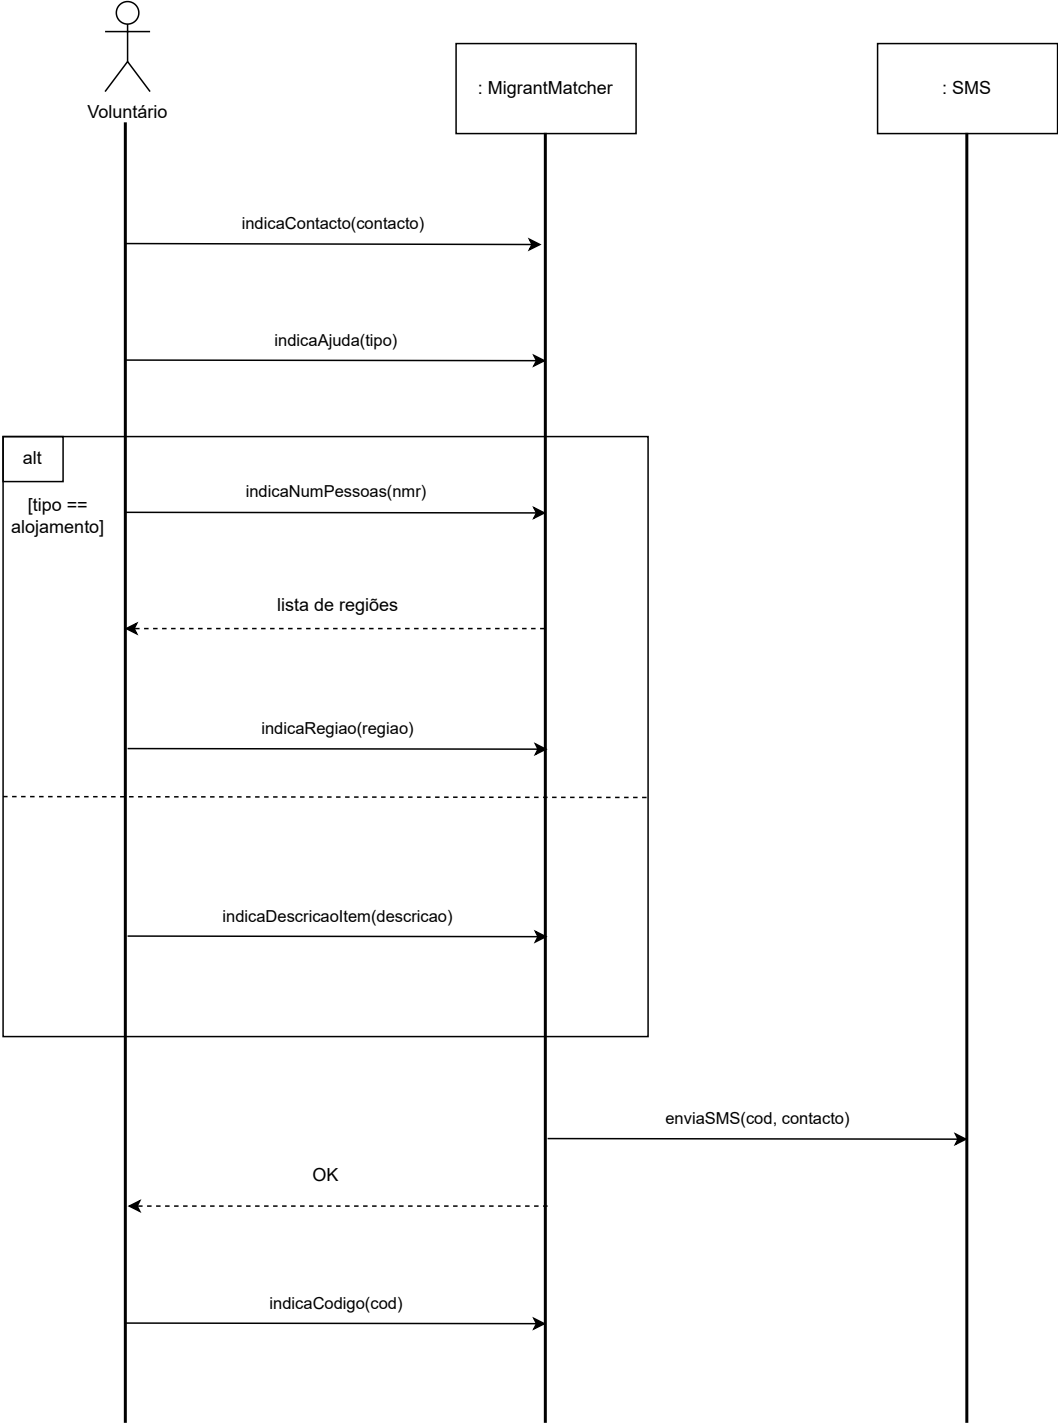 Voluntário
: MigrantMatcher
: SMS
indicaContacto(contacto)
indicaAjuda(tipo)
alt
[tipo ==
alojamento]
indicaNumPessoas(nmr)
lista de regiões
indicaRegiao(regiao)
indicaDescricaoItem(descricao)
enviaSMS(cod, contacto)
OK
indicaCodigo(cod)